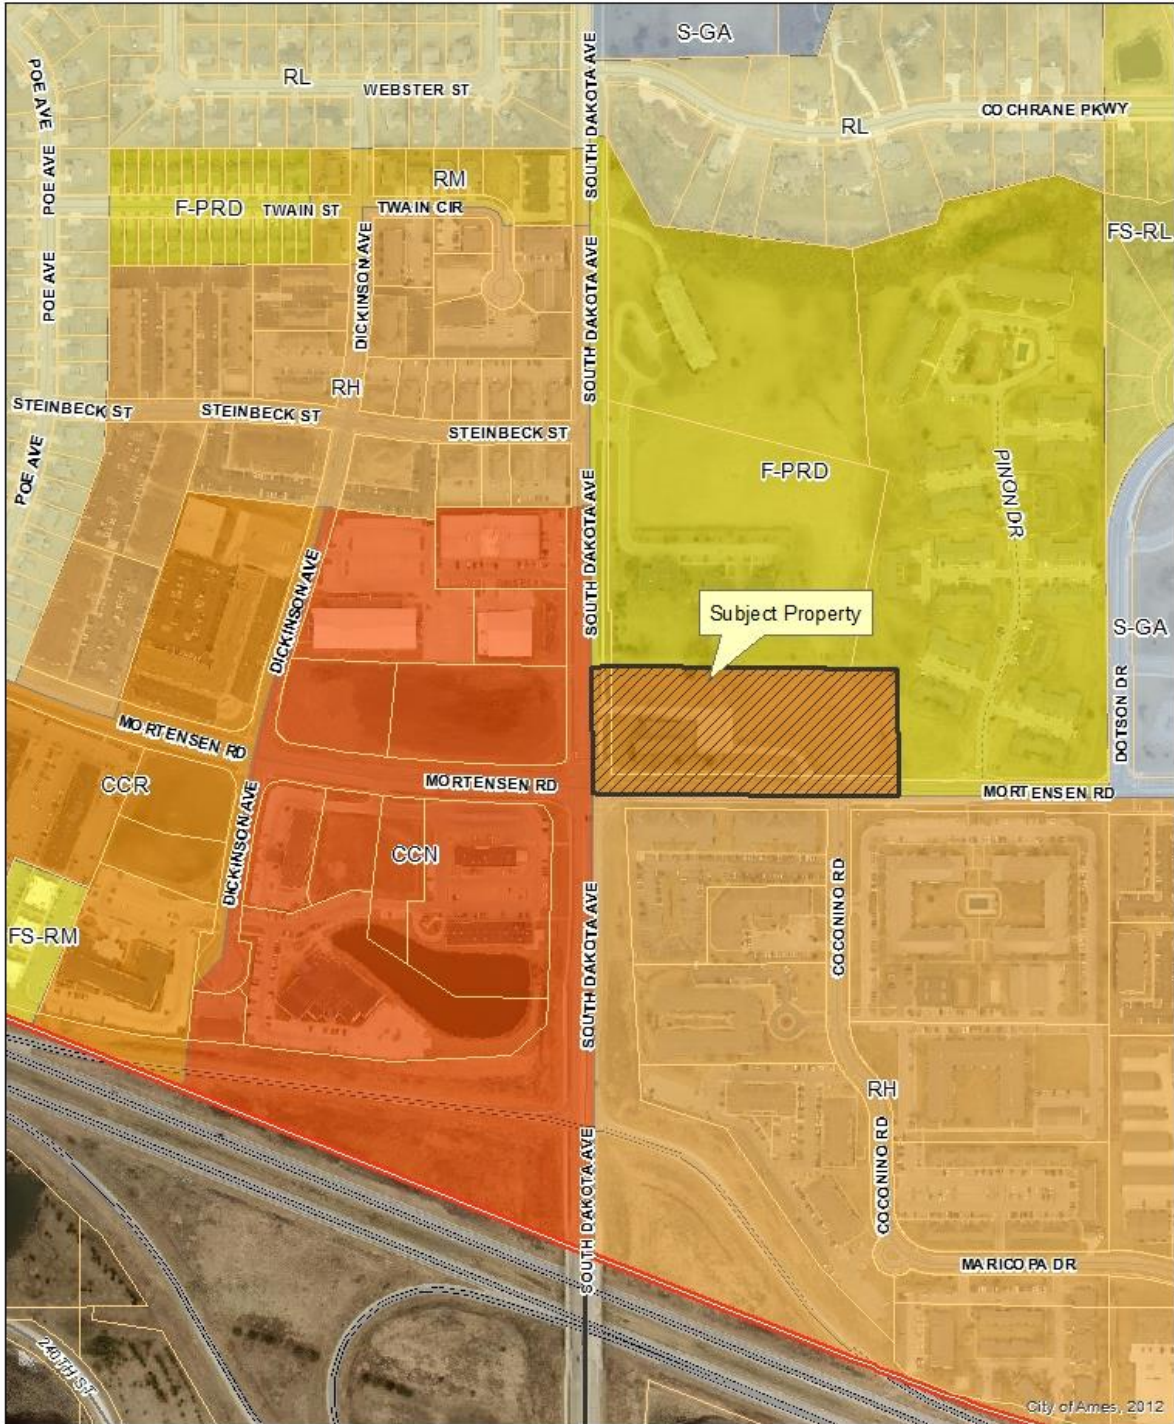 S-GA
RL
WEBSTER ST
POE AVE
SOUTH DAKOTA AVE
COCHRANE PKWY
RL
POE AVE
RM
F-PRD
TWAIN ST
TWAIN CIR
FS-RL
POE AVE
DICKINSON AVE
SOUTH DAKOTA AVE
RH
STEINBECK ST
STEINBECK ST
STEINBECK ST
POE AVE
F-PRD
PINON DR
SOUTH DAKOTA AVE
DICKINSON AVE
Subject Property
S-GA
DOTSON DR
MORTENSEN RD
CCR
MORTENSEN RD
MORTENSEN RD
DICKINSON AVE
CCN
FS-RM
SOUTH DAKOTA AVE
COCONINO RD
RH
COCONINO RD
SOUTH DAKOTA AVE
MARICOPA DR
240TH ST
City of Ames, 2012